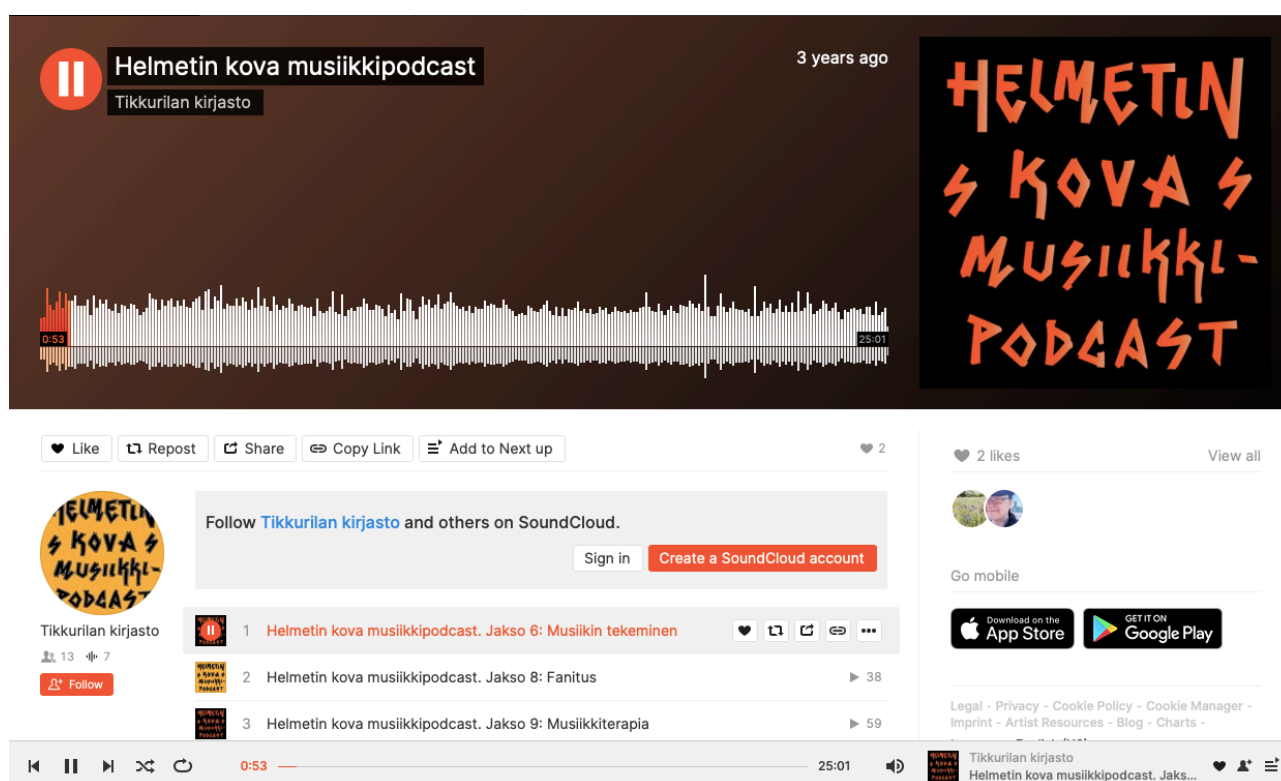 Helmetin kova musiikkipodcast
Tikkurilan kirjasto
3 years ago
HELMETIN
KOVA
MUSIIKKI-
PODCAST
0:53
25:01
Like
Repost
Share
Copy Link
Add to Next up
2
HELMETIN
KOVA
MUSIIKKI-
PODCAST
Tikkurilan kirjasto
13 7
Follow
Follow Tikkurilan kirjasto and others on SoundCloud.
Sign in
Create a SoundCloud account
1 Helmetin kova musiikkipodcast. Jakso 6: Musiikin tekeminen
2 Helmetin kova musiikkipodcast. Jakso 8: Fanitus 38
3 Helmetin kova musiikkipodcast. Jakso 9: Musiikkiterapia 59
2 likes
View all
Go mobile
Download on the
App Store
GET IT ON
Google Play
Legal - Privacy - Cookie Policy - Cookie Manager -
Imprint - Artist Resources - Blog - Charts -
0:53
25:01
Tikkurilan kirjasto
Helmetin kova musiikkipodcast. Jaks...